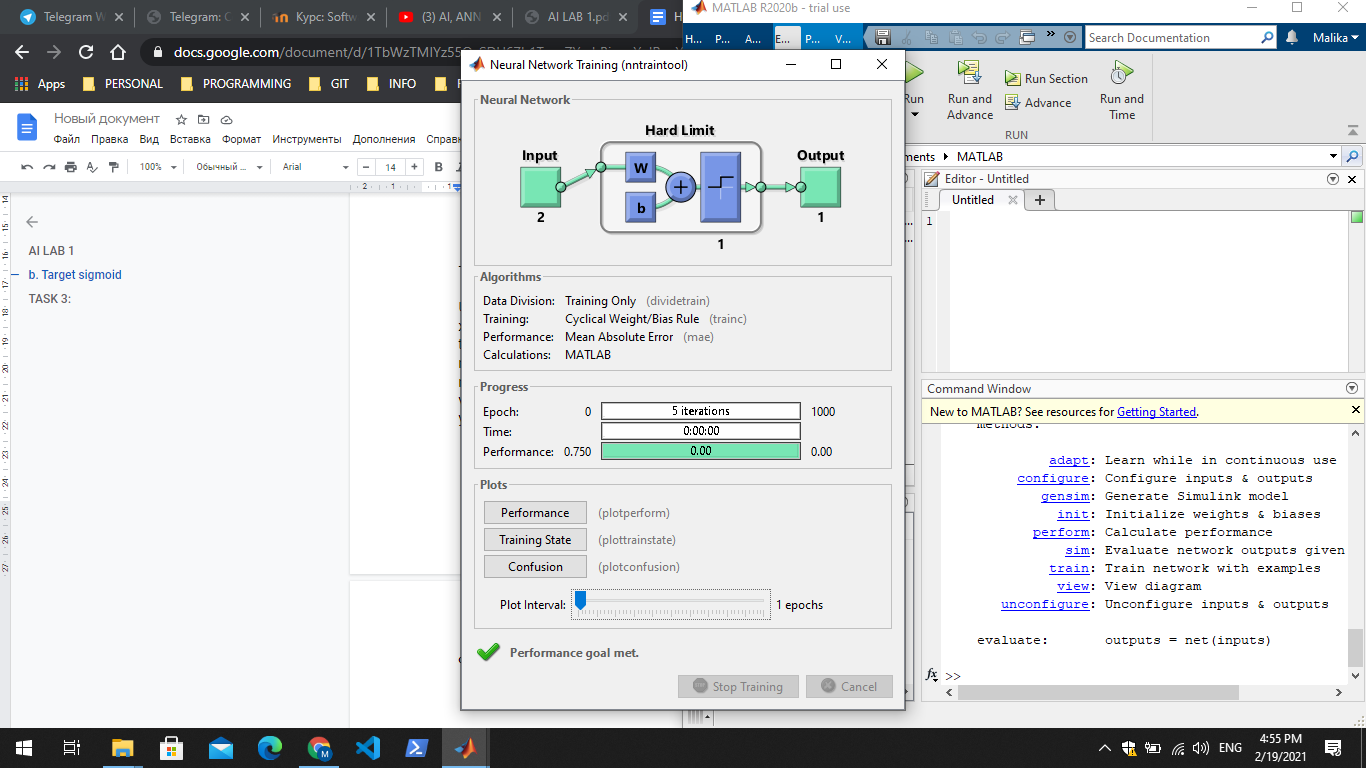 Telegram W
Telegram: C
Курс: Softw
(3) AI, ANN
AI LAB 1.pd
H
MATLAB R2020b - trial use
docs.google.com/document/d/
H... P... A... E... P... V...
Search Documentation
Malika
Apps PERSONAL PROGRAMMING GIT INFO
Run
Run and Advance
Run Section
Advance
Run and Time
RUN
Новый документ
Файл Правка Вид Вставка Формат Инструменты Дополнения Справк
100% Обычный ... Arial 14 B
AI LAB 1
b. Target sigmoid
TASK 3:
Neural Network Training (nntraintool)
Neural Network
Hard Limit
Input
Output
W
b
+
2
1
1
Algorithms
Data Division: Training Only (dividetrain)
Training: Cyclical Weight/Bias Rule (trainc)
Performance: Mean Absolute Error (mae)
Calculations: MATLAB
Progress
Epoch: 0 5 iterations 1000
Time: 0:00:00
Performance: 0.750 0.00 0.00
Plots
Performance (plotperform)
Training State (plottrainstate)
Confusion (plotconfusion)
Plot Interval: 1 epochs
Performance goal met.
Stop Training Cancel
ments MATLAB
Editor - Untitled
Untitled
1
Command Window
New to MATLAB? See resources for Getting Started.
methods:
adapt: Learn while in continuous use
configure: Configure inputs & outputs
gensim: Generate Simulink model
init: Initialize weights & biases
perform: Calculate performance
sim: Evaluate network outputs given
train: Train network with examples
view: View diagram
unconfigure: Unconfigure inputs & outputs
evaluate: outputs = net(inputs)
fx >>
ENG
4:55 PM
2/19/2021